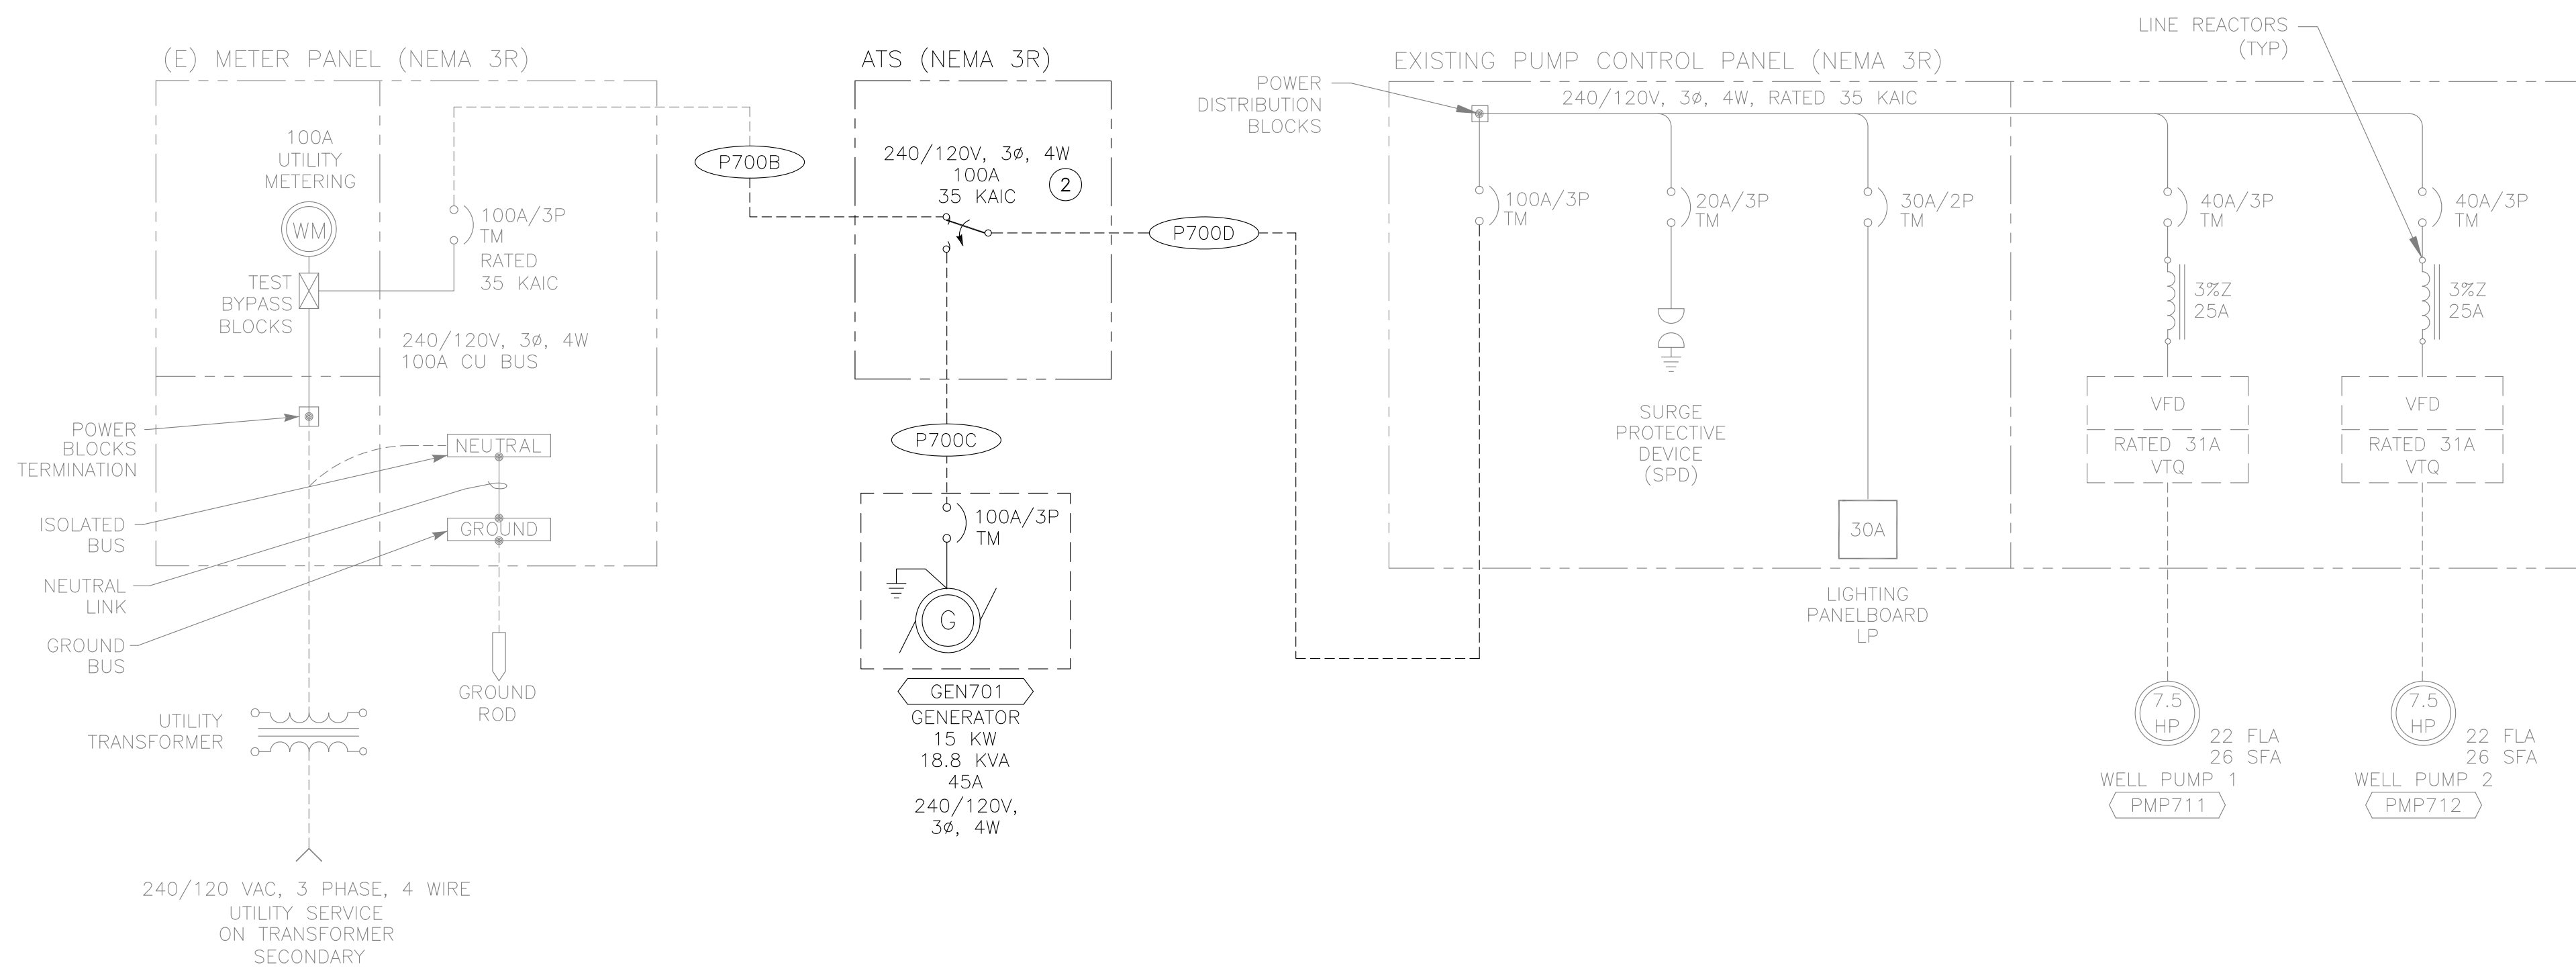 (E) METER PANEL (NEMA 3R)
100A
UTILITY
METERING
WM
TEST
BYPASS
BLOCKS
100A/3P
TM
RATED
35 KAIC
240/120V, 3ø, 4W
100A CU BUS
POWER
BLOCKS
TERMINATION
NEUTRAL
ISOLATED
BUS
GROUND
NEUTRAL
LINK
GROUND
BUS
GROUND
ROD
UTILITY
TRANSFORMER
240/120 VAC, 3 PHASE, 4 WIRE
UTILITY SERVICE
ON TRANSFORMER
SECONDARY
P700B
ATS (NEMA 3R)
240/120V, 3ø, 4W
100A
35 KAIC
2
P700D
P700C
100A/3P
TM
G
GEN701
GENERATOR
15 KW
18.8 KVA
45A
240/120V,
3ø, 4W
EXISTING PUMP CONTROL PANEL (NEMA 3R)
POWER
DISTRIBUTION
BLOCKS
240/120V, 3ø, 4W, RATED 35 KAIC
LINE REACTORS
(TYP)
100A/3P
TM
20A/3P
TM
30A/2P
TM
40A/3P
TM
40A/3P
TM
3%Z
25A
3%Z
25A
SURGE
PROTECTIVE
DEVICE
(SPD)
30A
LIGHTING
PANELBOARD
LP
VFD
RATED 31A
VTQ
VFD
RATED 31A
VTQ
7.5
HP
22 FLA
26 SFA
WELL PUMP 1
PMP711
7.5
HP
22 FLA
26 SFA
WELL PUMP 2
PMP712